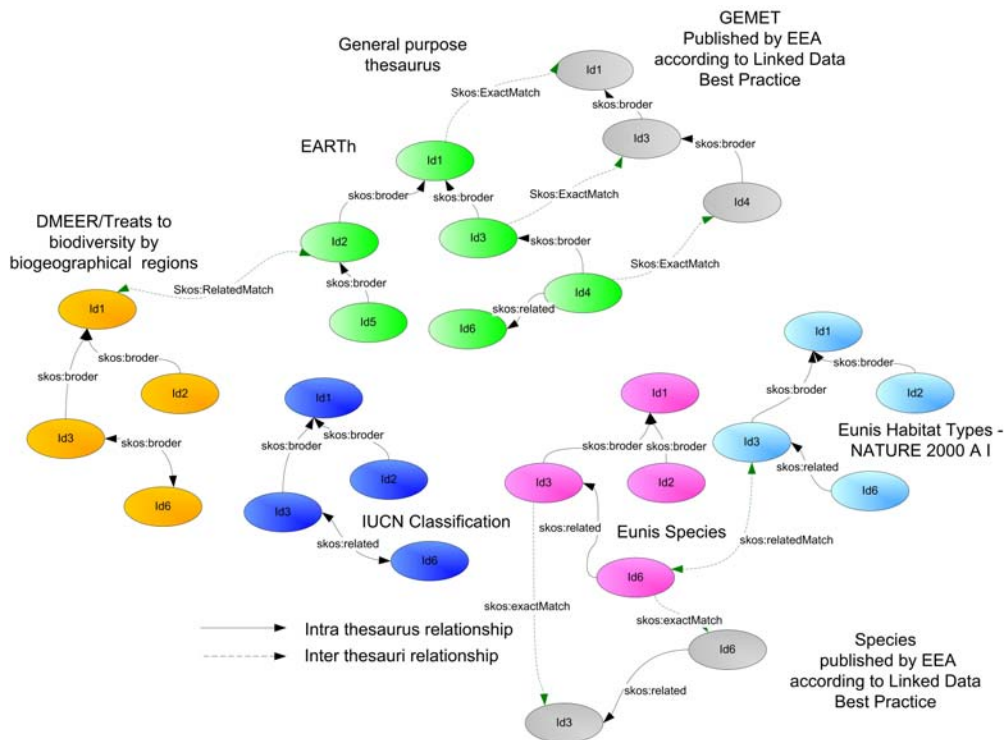 GEMET
Published by EEA
according to Linked Data
Best Practice
General purpose
thesaurus
Id1
Skos:ExactMatch
skos:broder
Id3
EARTh
Id1
skos:broder
Skos:ExactMatch
skos:broder
skos:broder
Id4
DMEER/Treats to
biodiversity by
biogeographical regions
Id2
Id3
skos:broder
Skos:ExactMatch
Skos:RelatedMatch
skos:broder
Id1
Id5
Id6
skos:related
Id4
skos:broder
skos:broder
Id2
Id3
skos:broder
Id6
Id1
skos:broder
skos:broder
Id2
Id3
IUCN Classification
skos:related
Id6
Id1
skos:broder
skos:broder
Id3
Id2
skos:related
Eunis Species
Id6
Id1
skos:broder
skos:broder
Id2
Id3
Eunis Habitat Types -
NATURE 2000 A I
skos:related
Id6
skos:relatedMatch
skos:exactMatch
skos:exactMatch
Intra thesaurus relationship
Inter thesauri relationship
Id6
skos:related
Id3
Species
published by EEA
according to Linked Data
Best Practice